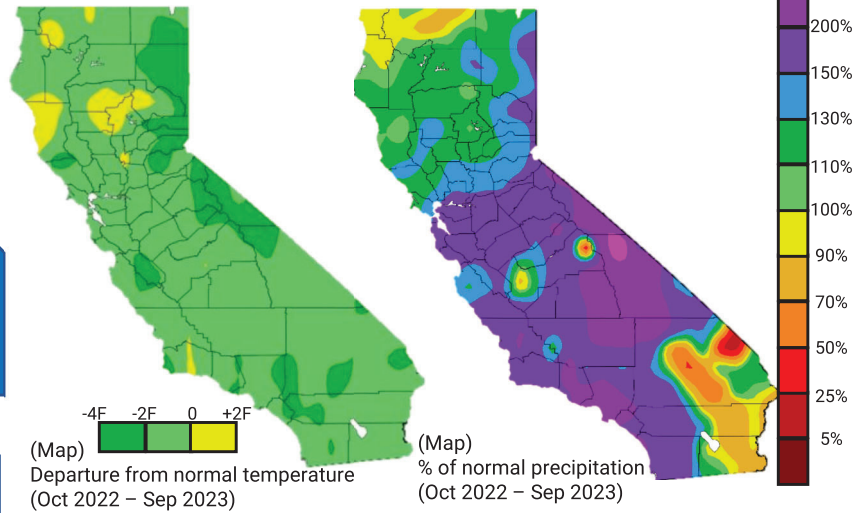 -4F -2F 0 +2F
(Map)
Departure from normal temperature
(Oct 2022 – Sep 2023)
(Map)
% of normal precipitation
(Oct 2022 – Sep 2023)
200%
150%
130%
110%
100%
90%
70%
50%
25%
5%